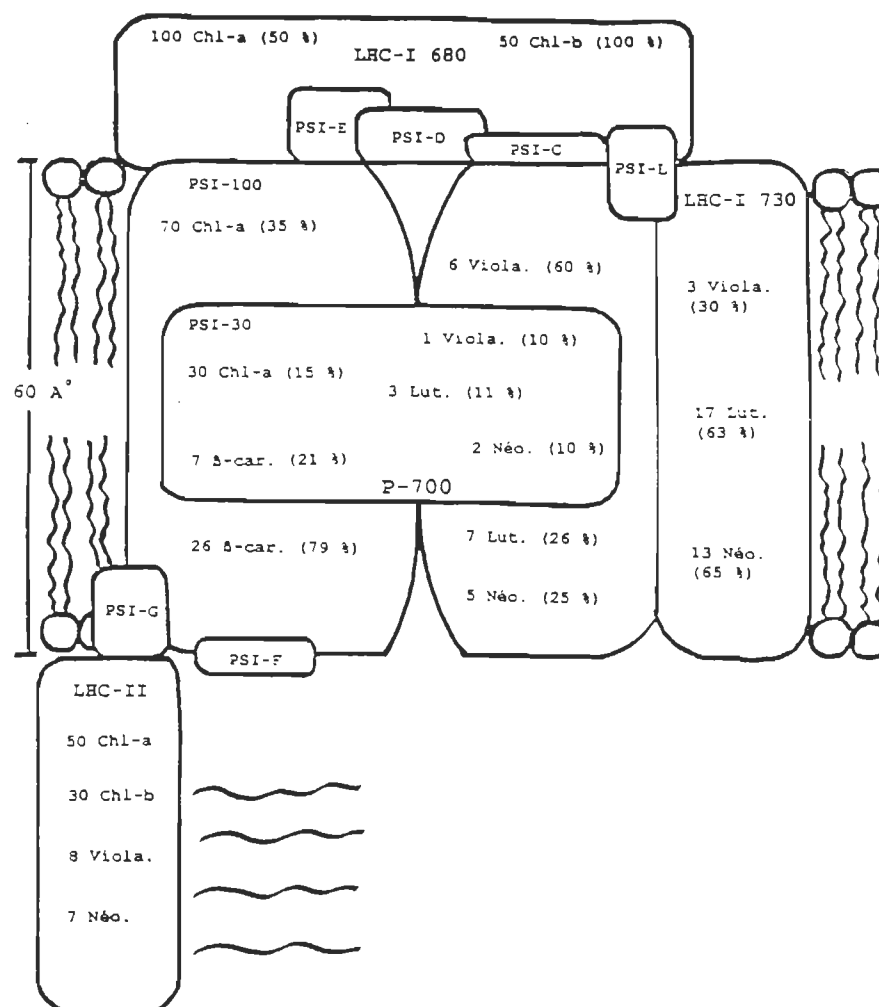 100 Chl-a (50 %)
50 Chl-b (100 %)
LHC-I 680
PSI-E
PSI-D
PSI-C
PSI-L
PSI-100
LHC-I 730
70 Chl-a (35 %)
6 Viola. (60 %)
3 Viola.
(30 %)
PSI-30
1 Viola. (10 %)
30 Chl-a (15 %)
3 Lut. (11 %)
60 A°
17 Lut.
(63 %)
7 β-car. (21 %)
2 Néo. (10 %)
P-700
26 β-car. (79 %)
7 Lut. (26 %)
13 Néo.
(65 %)
5 Néo. (25 %)
PSI-G
PSI-F
LHC-II
50 Chl-a
30 Chl-b
8 Viola.
7 Néo.